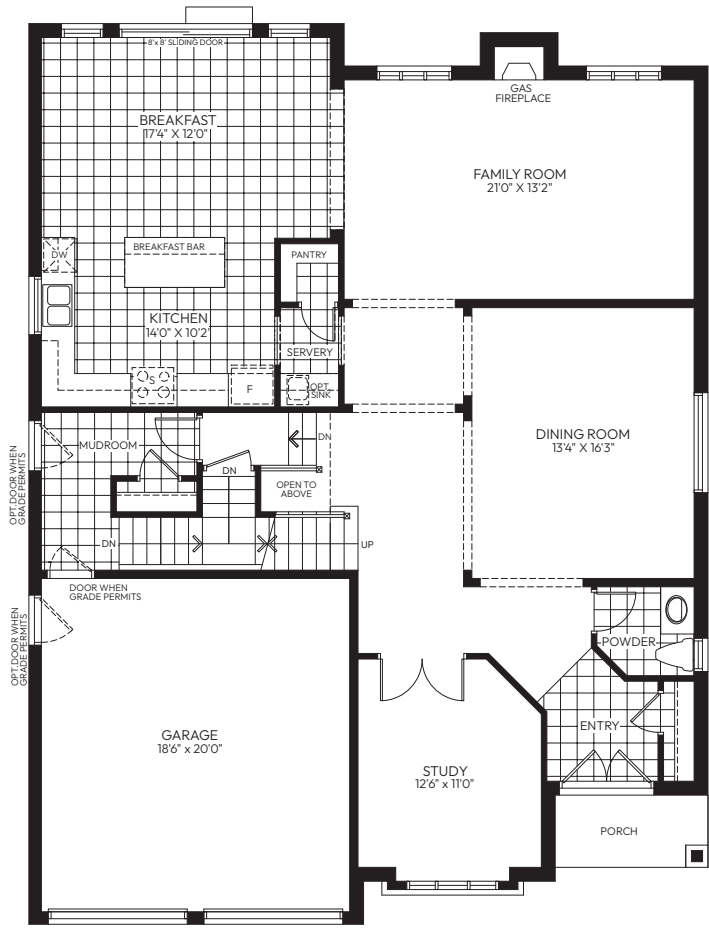 8'x 8' SLIDING DOOR
GAS
FIREPLACE
BREAKFAST
17'4" X 12'0"
FAMILY ROOM
21'0" X 13'2"
DW
BREAKFAST BAR
PANTRY
KITCHEN
14'0" X 10'2'
SERVERY
S
F
OPT.
SINK
MUDROOM
DN
DINING ROOM
13'4" X 16'3"
OPT.DOOR WHEN
GRADE PERMITS
DN
OPEN TO
ABOVE
DN
UP
DOOR WHEN
GRADE PERMITS
OPT.DOOR WHEN
GRADE PERMITS
POWDER
GARAGE
18'6" x 20'0"
ENTRY
STUDY
12'6" x 11'0"
PORCH